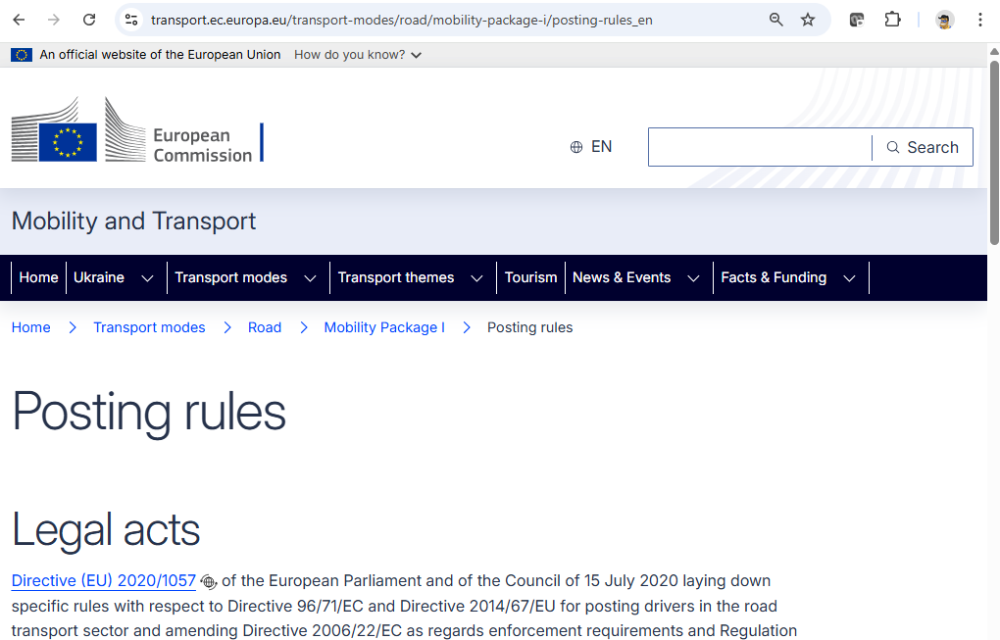 transport.ec.europa.eu/transport-modes/road/mobility-package-i/posting-rules_en
An official website of the European Union How do you know?
European
Commission
EN
Search
Mobility and Transport
Home Ukraine Transport modes Transport themes Tourism News & Events Facts & Funding
Home Transport modes Road Mobility Package I Posting rules
Posting rules
Legal acts
Directive (EU) 2020/1057 of the European Parliament and of the Council of 15 July 2020 laying down
specific rules with respect to Directive 96/71/EC and Directive 2014/67/EU for posting drivers in the road
transport sector and amending Directive 2006/22/EC as regards enforcement requirements and Regulation